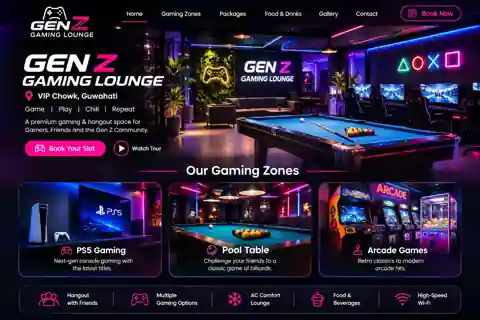 GEN Z
GAMING LOUNGE
Home
Gaming Zones
Packages
Food & Drinks
Gallery
Contact
Book Now
GEN Z
GAMING LOUNGE
VIP Chowk, Guwahati
Game | Play | Chill | Repeat
A premium gaming & hangout space for
Gamers, Friends and the Gen Z Community.
Book Your Slot
Watch Tour
GEN Z
GAMING LOUNGE
Our Gaming Zones
PS5
PS5 Gaming
Next-gen console gaming with
the latest titles.
Pool Table
Challenge your friends to a
classic game of billiards.
ARCADE
Arcade Games
Retro classics to modern
arcade hits.
Hangout
with Friends
Multiple
Gaming Options
AC Comfort
Lounge
Food &
Beverages
High-Speed
Wi-Fi